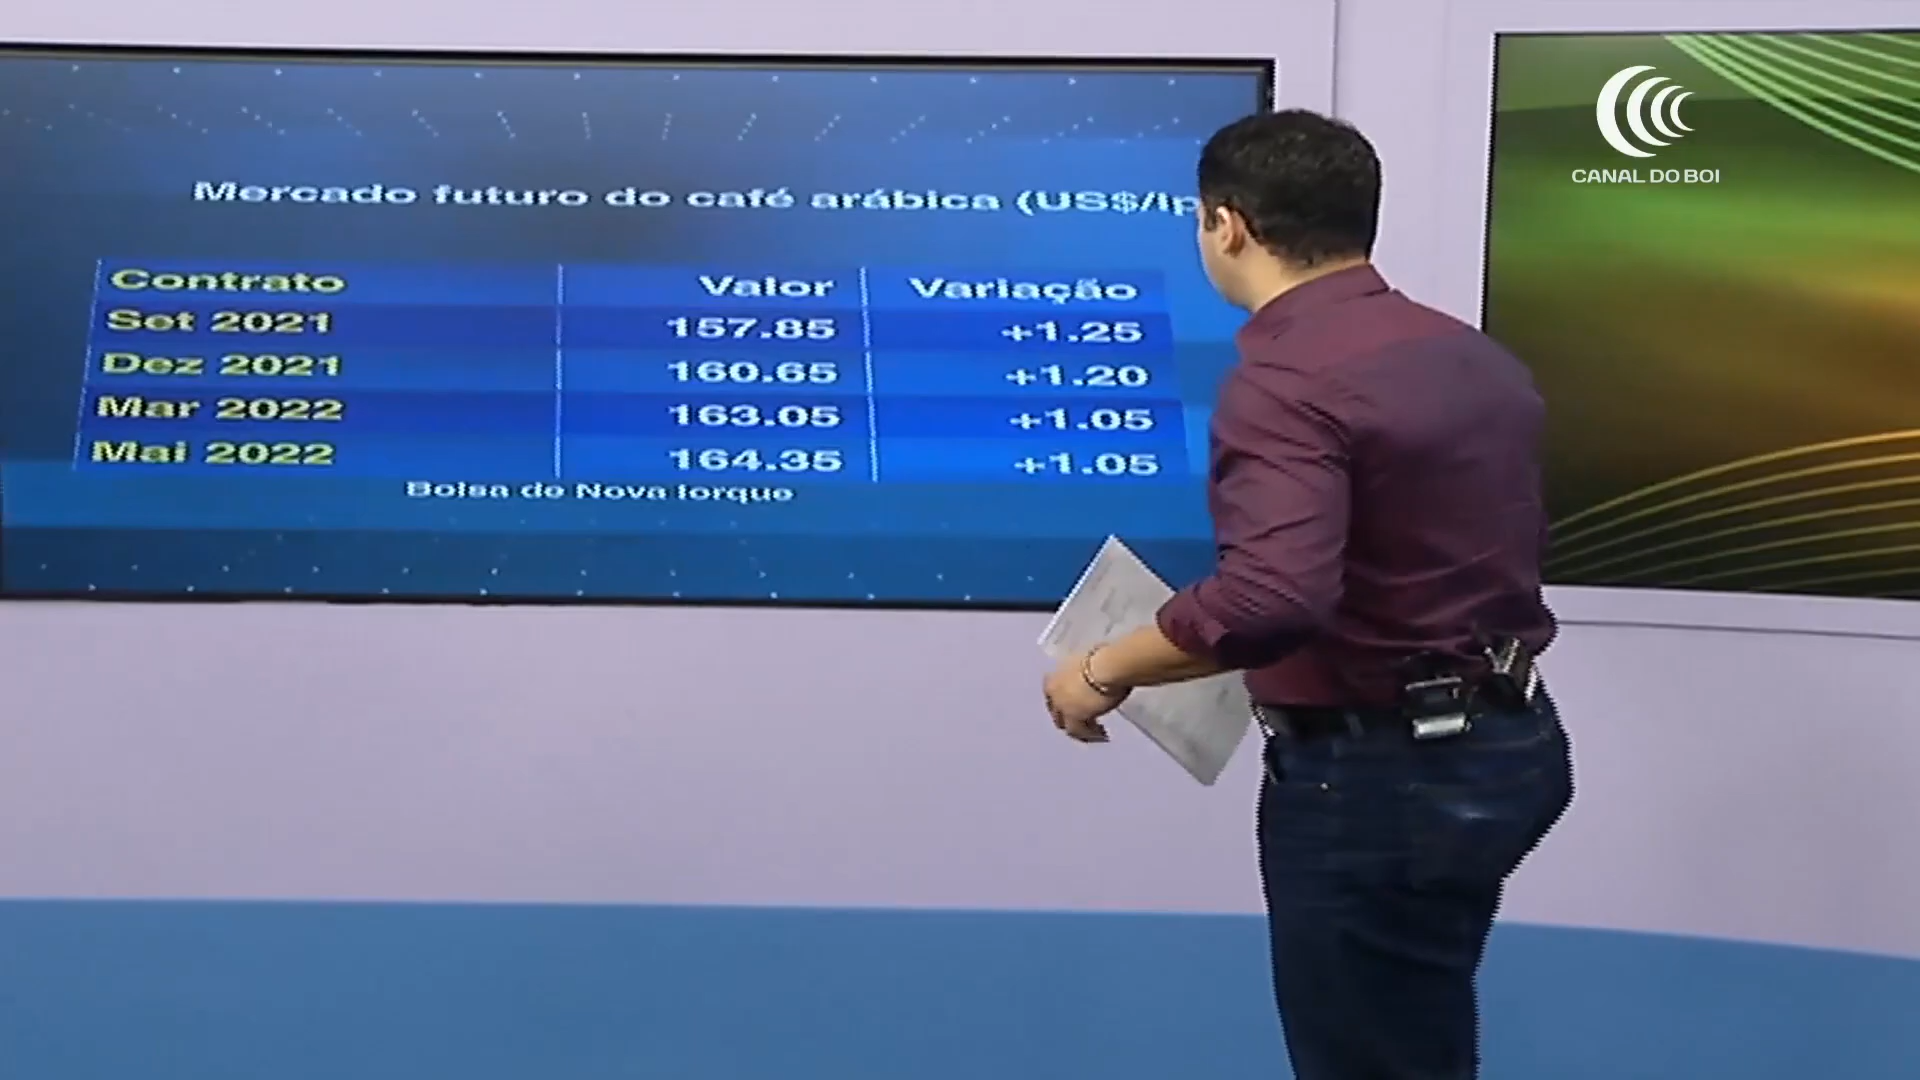 CANAL DO BOI
Mercado futuro do café arábica (US$/lp
Contrato Valor Variação
Set 2021 157.85 +1.25
Dez 2021 160.65 +1.20
Mar 2022 163.05 +1.05
Mai 2022 164.35 +1.05
Bolsa de Nova Iorque